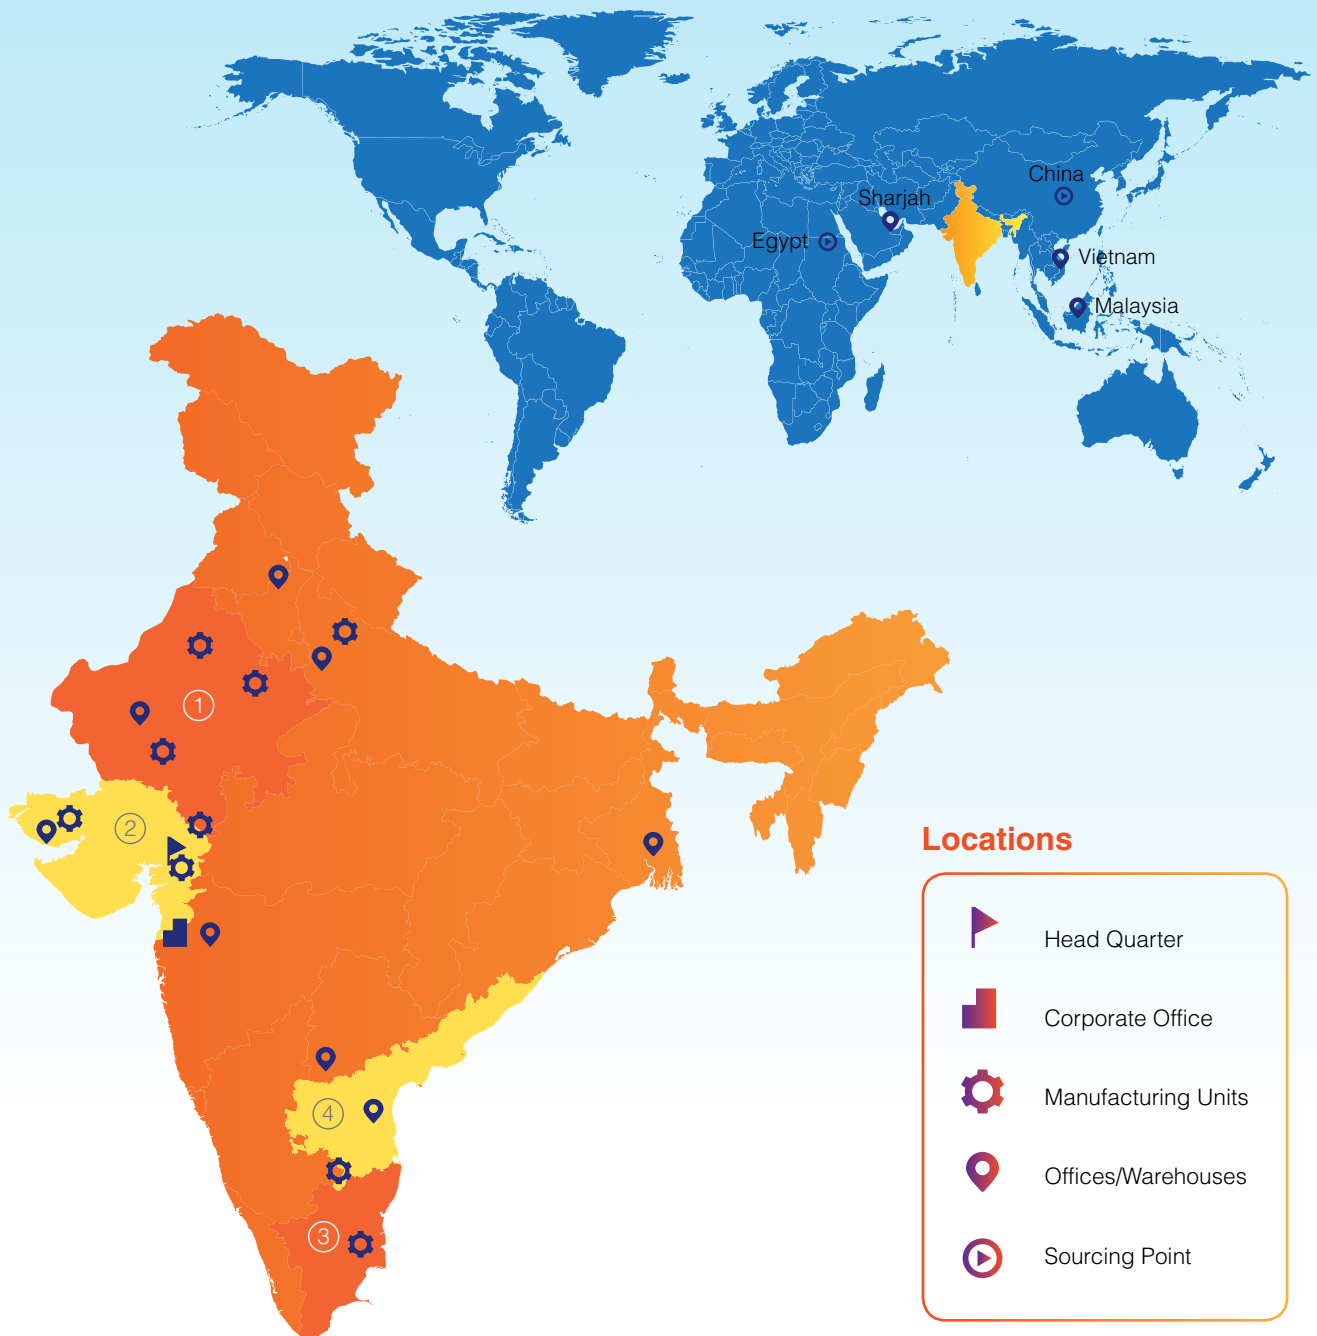 China
Sharjah
Egypt
Vietnam
Malaysia
1
2
4
3
Locations
Head Quarter
Corporate Office
Manufacturing Units
Offices/Warehouses
Sourcing Point